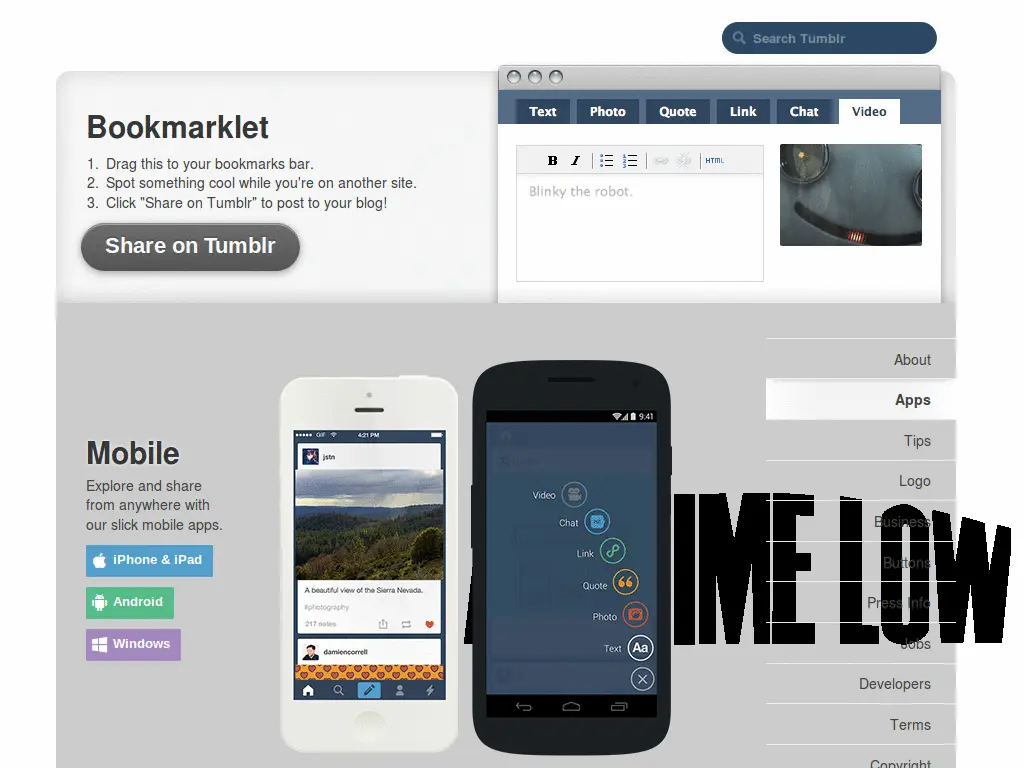 Search Tumblr
Bookmarklet
1. Drag this to your bookmarks bar.
2. Spot something cool while you're on another site.
3. Click "Share on Tumblr" to post to your blog!
Share on Tumblr
Text Photo Quote Link Chat Video
B I HTML
Blinky the robot.
About
Apps
Tips
Logo
Business
Buttons
Press Info
Jobs
Developers
Terms
Copyright
Mobile
Explore and share
from anywhere with
our slick mobile apps.
iPhone & iPad
Android
Windows
GIF 4:21 PM
jstn
A beautiful view of the Sierra Nevada.
#photography
217 notes
damiencorrell
9:41
Video
Chat
Link
Quote
Photo
Text Aa
IME LOW